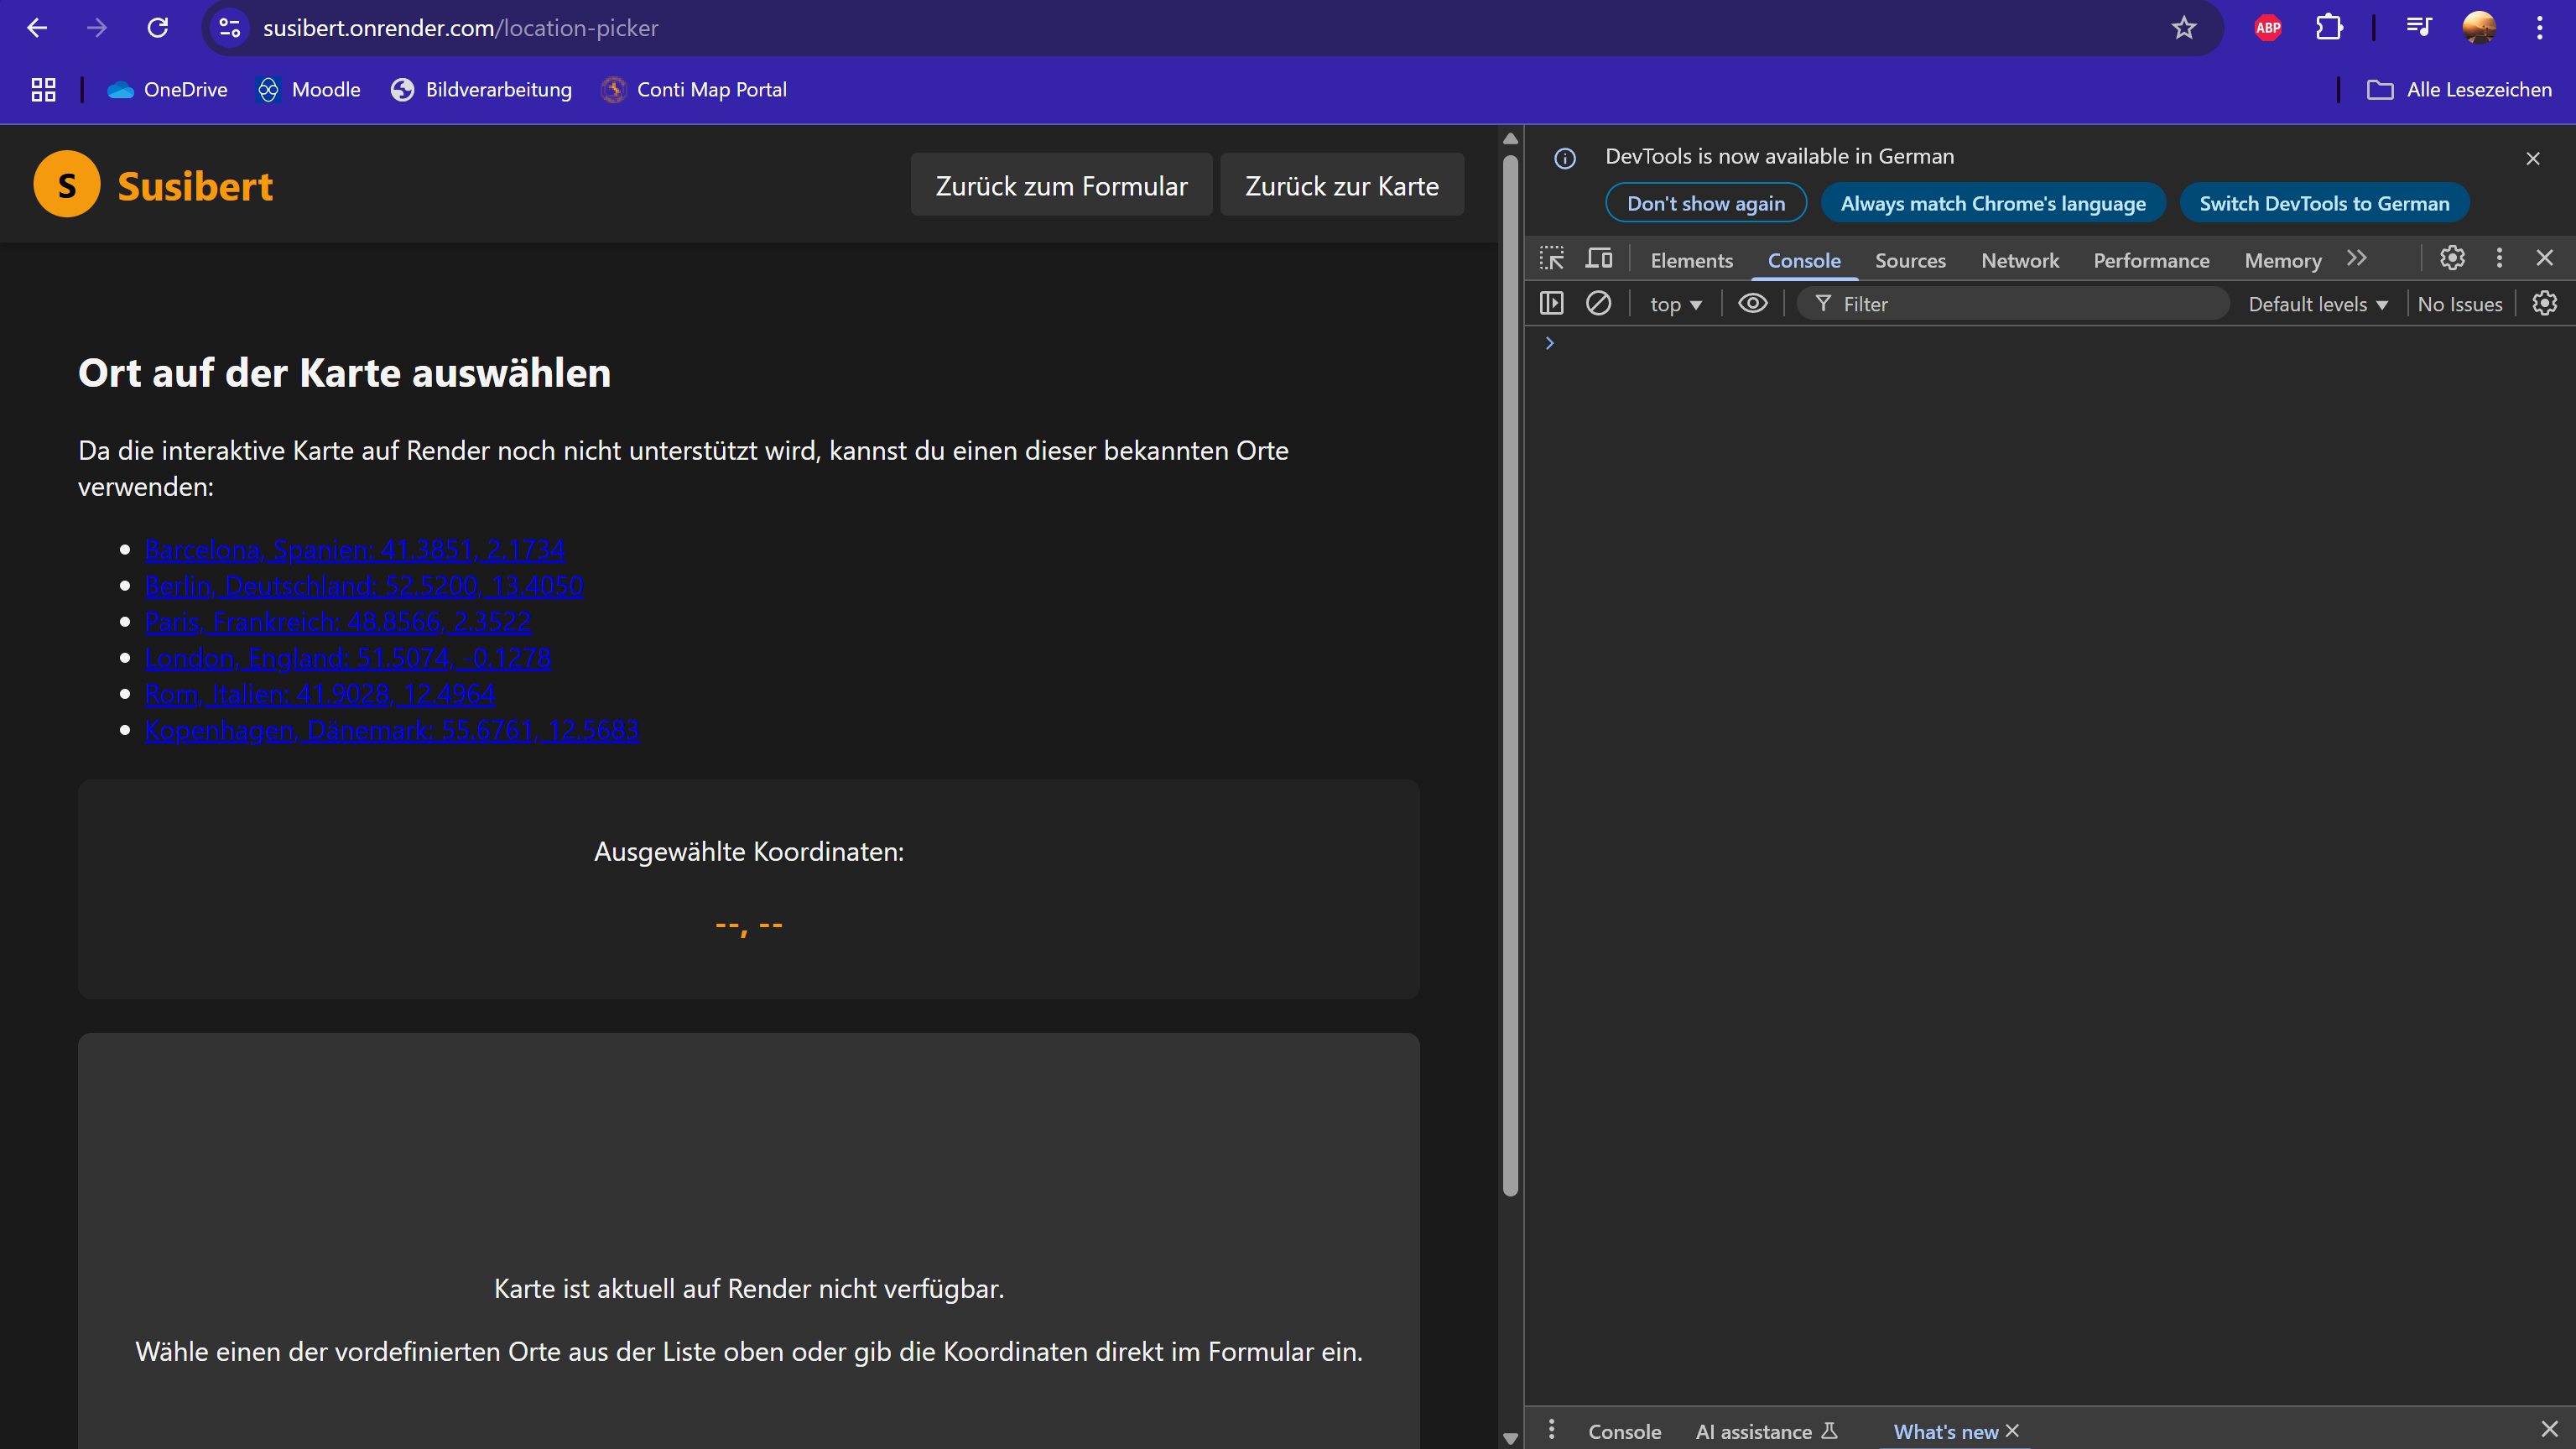 susibert.onrender.com/location-picker
ABP
OneDrive
Moodle
Bildverarbeitung
Conti Map Portal
Alle Lesezeichen
S
Susibert
Zurück zum Formular
Zurück zur Karte
Ort auf der Karte auswählen
Da die interaktive Karte auf Render noch nicht unterstützt wird, kannst du einen dieser bekannten Orte
verwenden:
Barcelona, Spanien: 41.3851, 2.1734
Berlin, Deutschland: 52.5200, 13.4050
Paris, Frankreich: 48.8566, 2.3522
London, England: 51.5074, -0.1278
Rom, Italien: 41.9028, 12.4964
Kopenhagen, Dänemark: 55.6761, 12.5683
Ausgewählte Koordinaten:
--, --
Karte ist aktuell auf Render nicht verfügbar.
Wähle einen der vordefinierten Orte aus der Liste oben oder gib die Koordinaten direkt im Formular ein.
DevTools is now available in German
Don't show again
Always match Chrome's language
Switch DevTools to German
Elements
Console
Sources
Network
Performance
Memory
top
Filter
Default levels
No Issues
Console
AI assistance
What's new